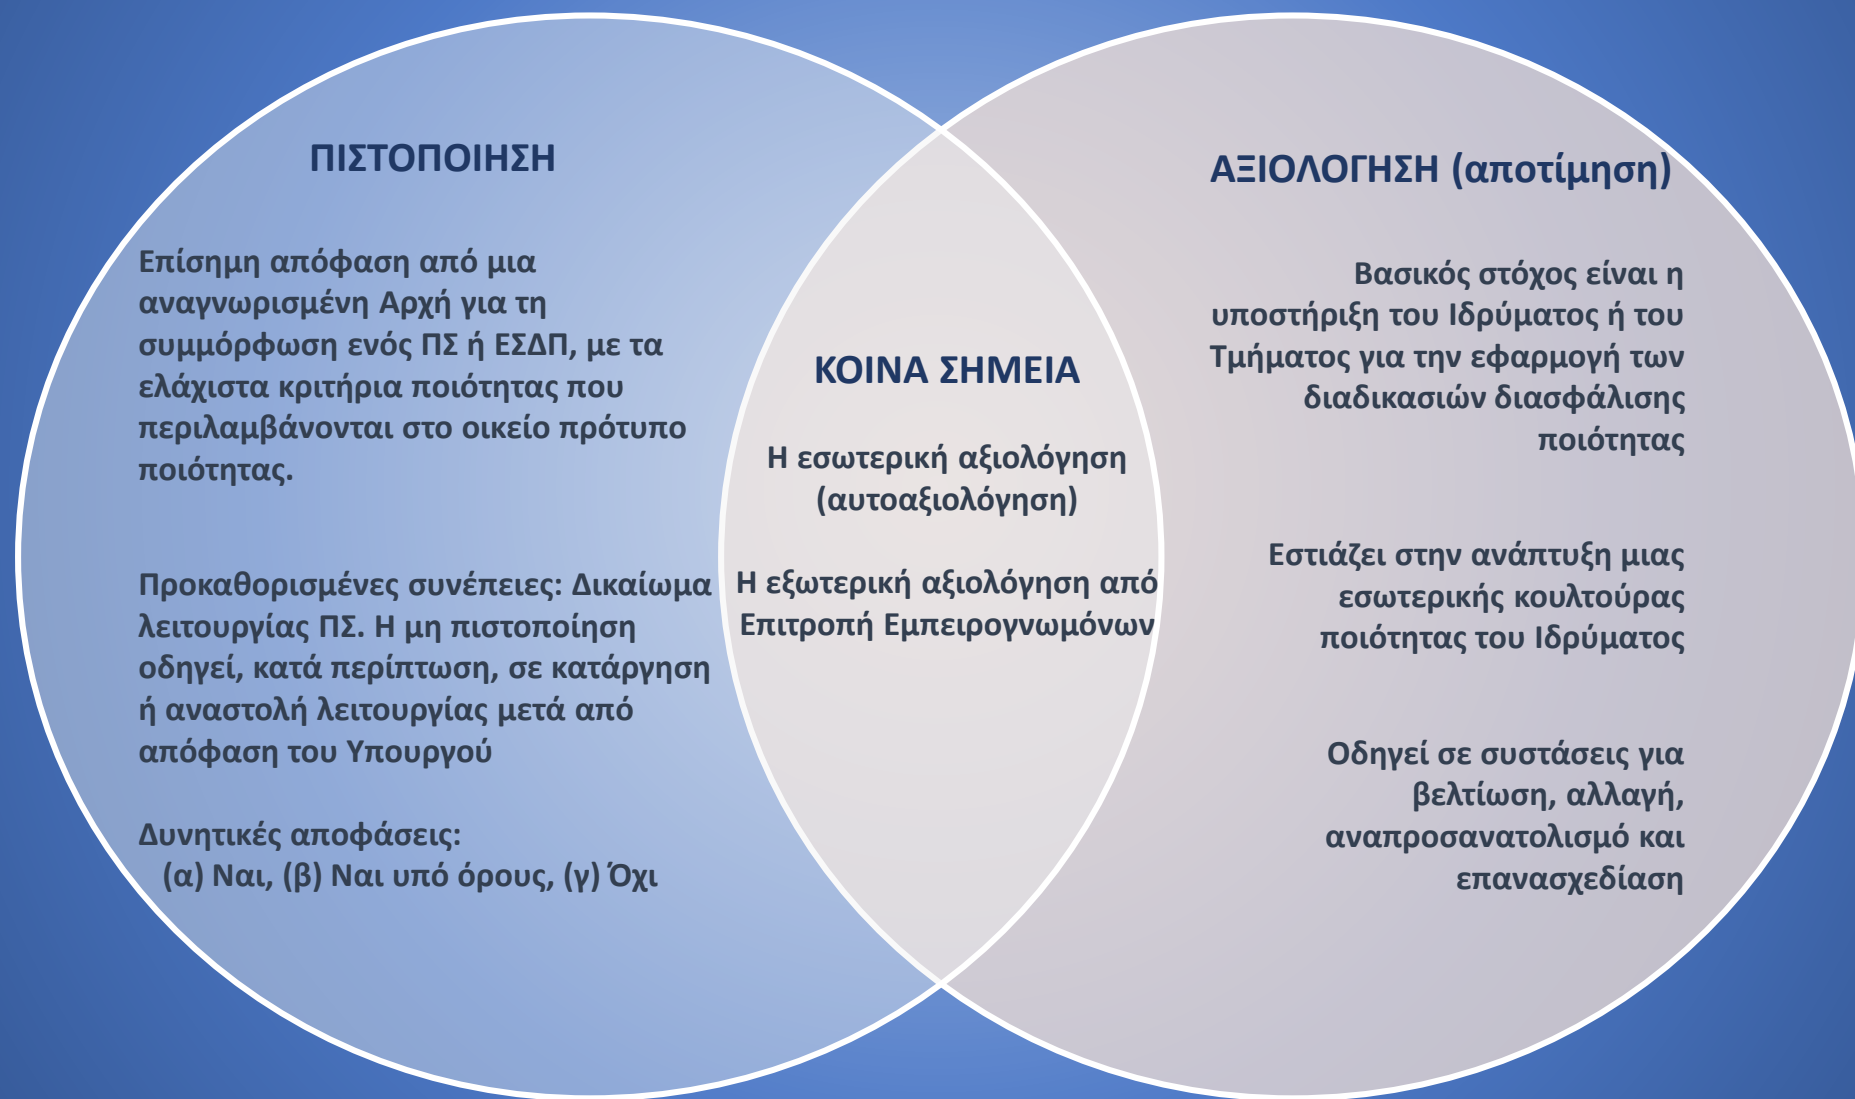 ΠΙΣΤΟΠΟΙΗΣΗ
Επίσημη απόφαση από μια
αναγνωρισμένη Αρχή για τη
συμμόρφωση ενός ΠΣ ή ΕΣΔΠ, με τα
ελάχιστα κριτήρια ποιότητας που
περιλαμβάνονται στο οικείο πρότυπο
ποιότητας.
Προκαθορισμένες συνέπειες: Δικαίωμα
λειτουργίας ΠΣ. Η μη πιστοποίηση
οδηγεί, κατά περίπτωση, σε κατάργηση
ή αναστολή λειτουργίας μετά από
απόφαση του Υπουργού
Δυνητικές αποφάσεις:
(α) Ναι, (β) Ναι υπό όρους, (γ) Όχι
ΚΟΙΝΑ ΣΗΜΕΙΑ
Η εσωτερική αξιολόγηση
(αυτοαξιολόγηση)
Η εξωτερική αξιολόγηση από
Επιτροπή Εμπειρογνωμόνων
ΑΞΙΟΛΟΓΗΣΗ (αποτίμηση)
Βασικός στόχος είναι η
υποστήριξη του Ιδρύματος ή του
Τμήματος για την εφαρμογή των
διαδικασιών διασφάλισης
ποιότητας
Εστιάζει στην ανάπτυξη μιας
εσωτερικής κουλτούρας
ποιότητας του Ιδρύματος
Οδηγεί σε συστάσεις για
βελτίωση, αλλαγή,
αναπροσανατολισμό και
επανασχεδίαση